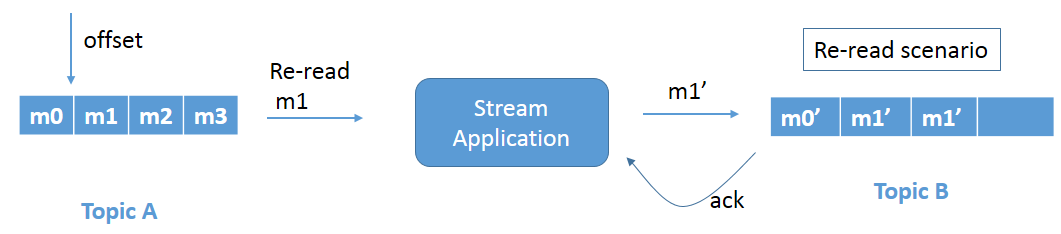 offset
Re-read
m1
m0 m1 m2 m3
Topic A
Stream
Application
m1’
ack
Re-read scenario
m0’ m1’ m1’
Topic B